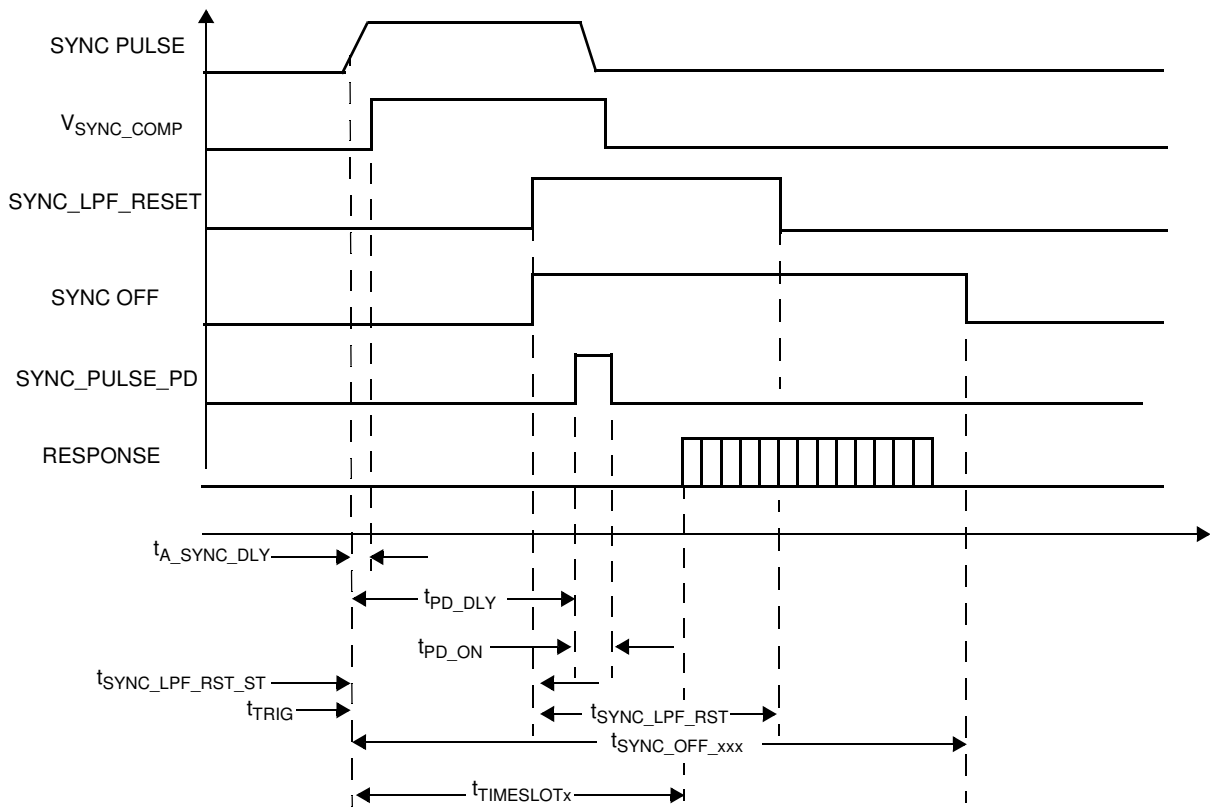 SYNC PULSE
VSYNC_COMP
SYNC_LPF_RESET
SYNC OFF
SYNC_PULSE_PD
RESPONSE
tA_SYNC_DLY
tPD_DLY
tPD_ON
tSYNC_LPF_RST_ST
tTRIG
tSYNC_LPF_RST
tSYNC_OFF_xxx
tTIMESLOTx